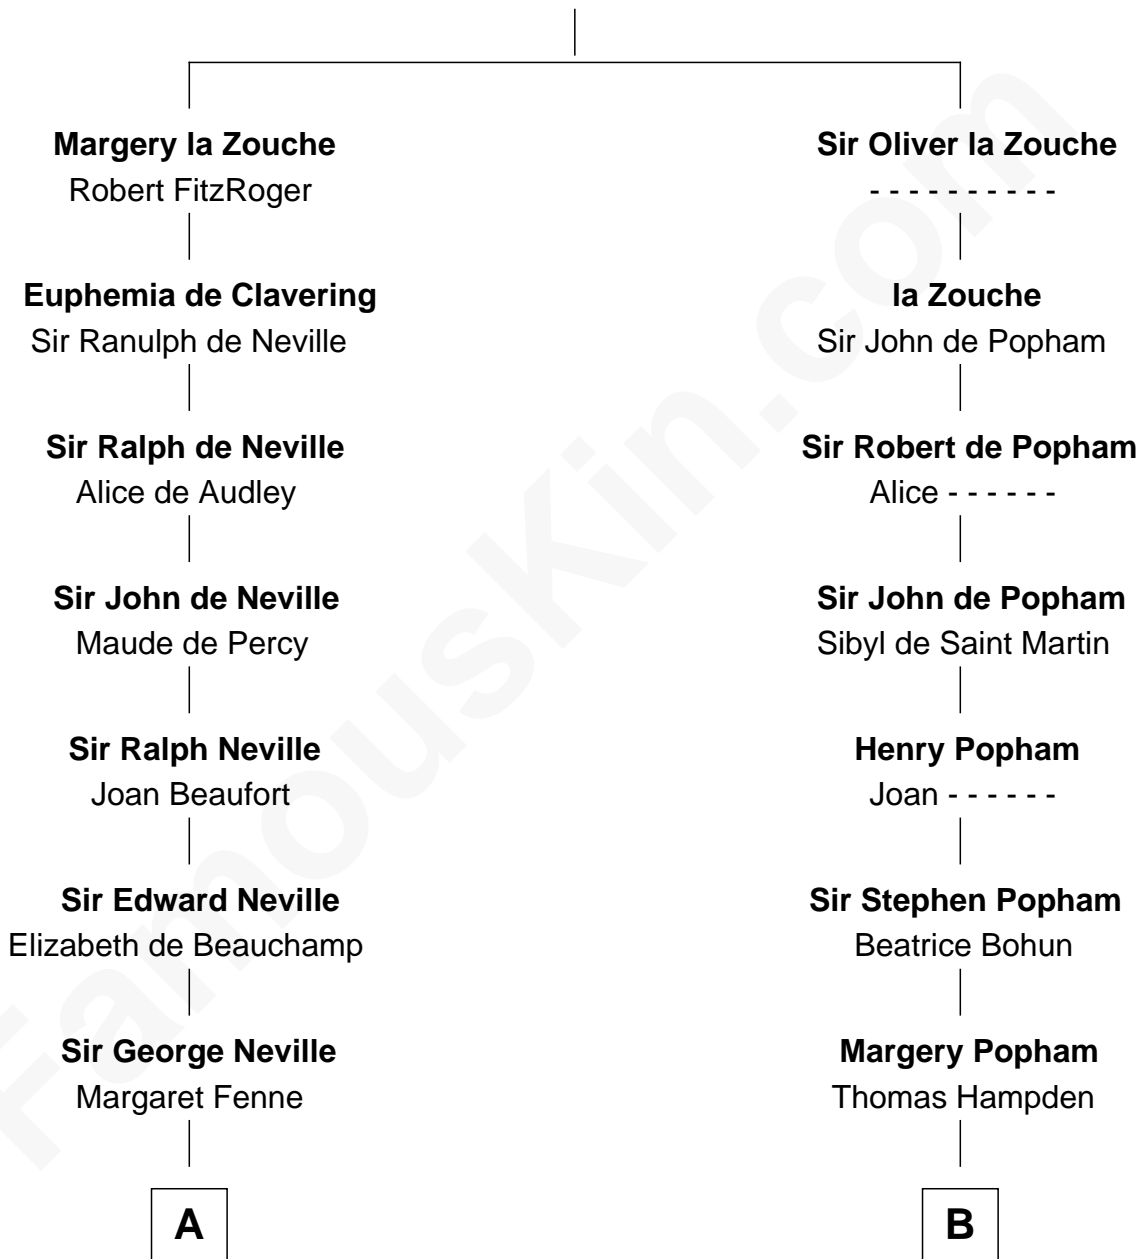 Margery la Zouche
Robert FitzRoger
Euphemia de Clavering
Sir Ranulph de Neville
Sir Ralph de Neville
Alice de Audley
Sir John de Neville
Maude de Percy
Sir Ralph Neville
Joan Beaufort
Sir Edward Neville
Elizabeth de Beauchamp
Sir George Neville
Margaret Fenne
A
Sir Oliver la Zouche
- - - - - - - - - -
la Zouche
Sir John de Popham
Sir Robert de Popham
Alice - - - - - -
Sir John de Popham
Sibyl de Saint Martin
Henry Popham
Joan - - - - - -
Sir Stephen Popham
Beatrice Bohun
Margery Popham
Thomas Hampden
B
FamousKin.com